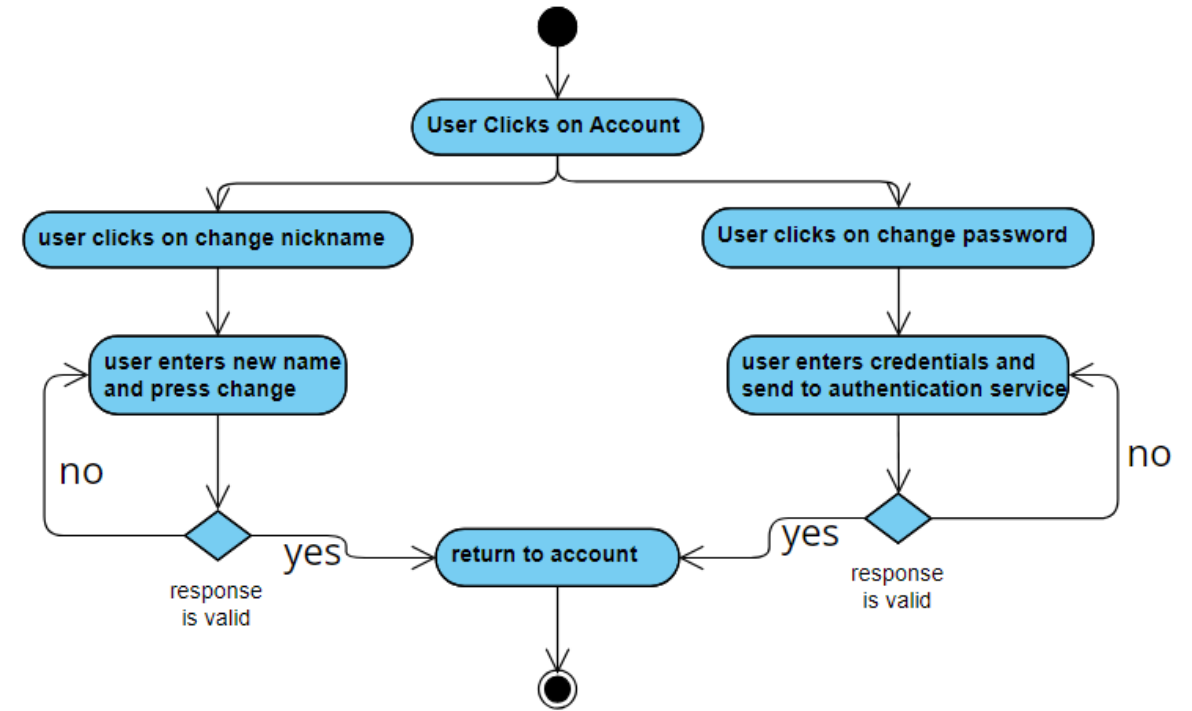 User Clicks on Account
user clicks on change nickname
User clicks on change password
user enters new name
and press change
user enters credentials and
send to authentication service
no
no
yes
return to account
yes
response
is valid
response
is valid